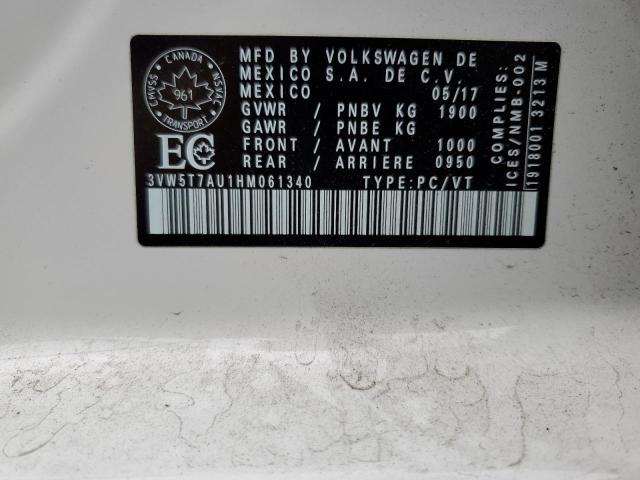 MFD BY VOLKSWAGEN DE
MEXICO S.A. DE C.V.
MEXICO 05/17
GVWR / PNBV KG 1900
GAWR / PNBE KG
FRONT / AVANT 1000
REAR / ARRIERE 0950
3VW5T7AU1HM061340 TYPE:PC/VT
CANADA
CMVSS
NSVAC
961
TRANSPORT
EC
COMPLIES:
ICES/NMB-002
1918001 3213 M